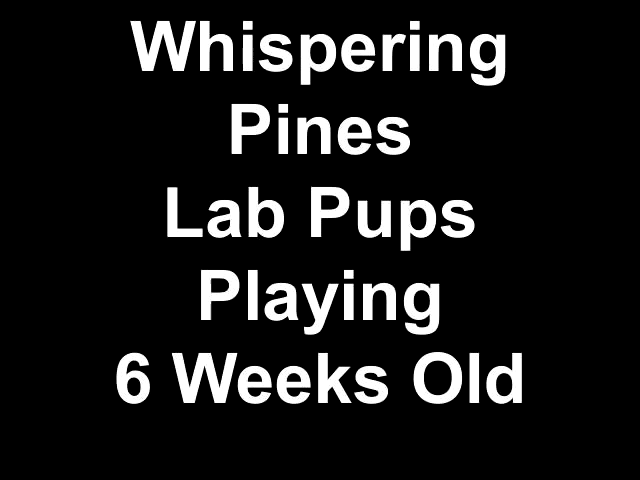 Whispering
Pines
Lab Pups
Playing
6 Weeks Old